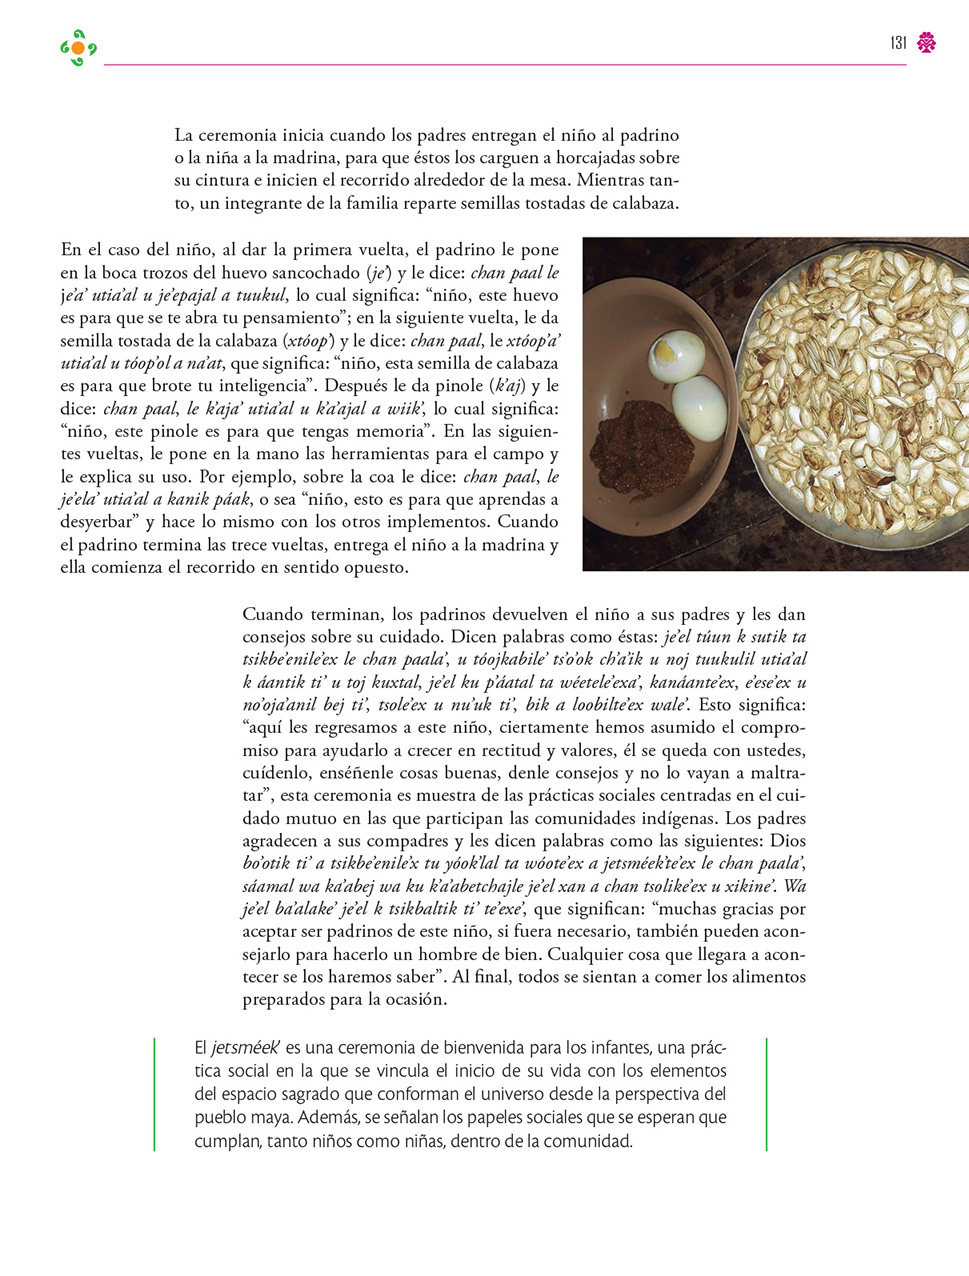 131
La ceremonia inicia cuando los padres entregan el niño al padrino
o la niña a la madrina, para que éstos los carguen a horcajadas sobre
su cintura e inicien el recorrido alrededor de la mesa. Mientras tan-
to, un integrante de la familia reparte semillas tostadas de calabaza.
En el caso del niño, al dar la primera vuelta, el padrino le pone
en la boca trozos del huevo sancochado (je’) y le dice: chan paal le
je’a’ utia’al u je’epajal a tuukul, lo cual significa: “niño, este huevo
es para que se te abra tu pensamiento”; en la siguiente vuelta, le da
semilla tostada de la calabaza (xtóop’) y le dice: chan paal, le xtóop’a’
utia’al u tóop’ol a na’at, que significa: “niño, esta semilla de calabaza
es para que brote tu inteligencia”. Después le da pinole (k’aj) y le
dice: chan paal, le k’aja’ utia’al u k’a’ajal a wiik’, lo cual significa:
“niño, este pinole es para que tengas memoria”. En las siguien-
tes vueltas, le pone en la mano las herramientas para el campo y
le explica su uso. Por ejemplo, sobre la coa le dice: chan paal, le
je’ela’ utia’al a kanik páak, o sea “niño, esto es para que aprendas a
desyerbar” y hace lo mismo con los otros implementos. Cuando
el padrino termina las trece vueltas, entrega el niño a la madrina y
ella comienza el recorrido en sentido opuesto.
Cuando terminan, los padrinos devuelven el niño a sus padres y les dan
consejos sobre su cuidado. Dicen palabras como éstas: je’el túun k sutik ta
tsikbe’enile’ex le chan paala’, u tóojkabile’ ts’o’ok ch’a’ik u noj tuukulil utia’al
k áantik ti’ u toj kuxtal, je’el ku p’áatal ta wéetele’exa’, kanáante’ex, e’ese’ex u
no’oja’anil bej ti’, tsole’ex u nu’uk ti’, bik a loobilte’ex wale’. Esto significa:
“aquí les regresamos a este niño, ciertamente hemos asumido el compro-
miso para ayudarlo a crecer en rectitud y valores, él se queda con ustedes,
cuídenlo, enséñenle cosas buenas, denle consejos y no lo vayan a maltra-
tar”, esta ceremonia es muestra de las prácticas sociales centradas en el cui-
dado mutuo en las que participan las comunidades indígenas. Los padres
agradecen a sus compadres y les dicen palabras como las siguientes: Dios
bo’otik ti’ a tsikbe’enile’x tu yóok’lal ta wóote’ex a jetsméek’te’ex le chan paala’,
sáamal wa ka’abej wa ku k’a’abetchajle je’el xan a chan tsolike’ex u xikine’. Wa
je’el ba’alake’ je’el k tsikbaltik ti’ te’exe’, que significan: “muchas gracias por
aceptar ser padrinos de este niño, si fuera necesario, también pueden acon-
sejarlo para hacerlo un hombre de bien. Cualquier cosa que llegara a acon-
tecer se los haremos saber”. Al final, todos se sientan a comer los alimentos
preparados para la ocasión.
El jetsméek’ es una ceremonia de bienvenida para los infantes, una prác-
tica social en la que se vincula el inicio de su vida con los elementos
del espacio sagrado que conforman el universo desde la perspectiva del
pueblo maya. Además, se señalan los papeles sociales que se esperan que
cumplan, tanto niños como niñas, dentro de la comunidad.